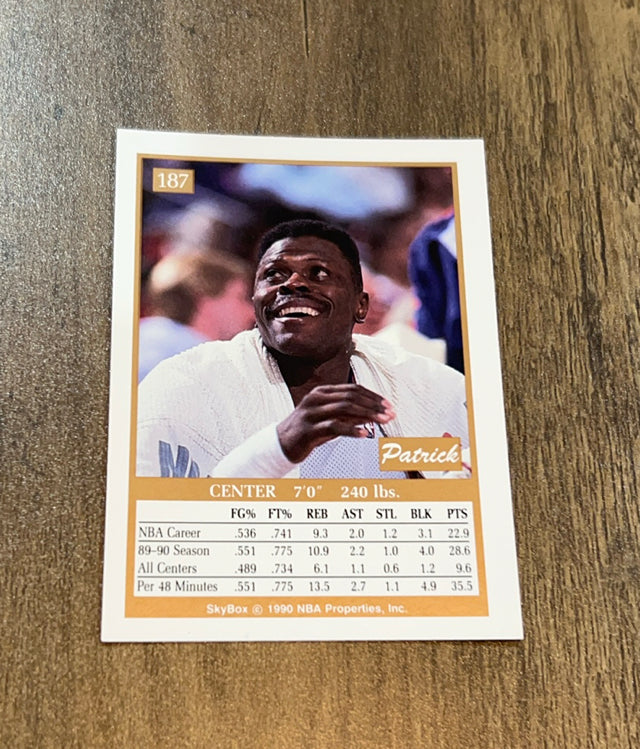 187
Patrick
CENTER 7'0" 240 lbs.
FG% FT% REB AST STL BLK PTS
NBA Career .536 .741 9.3 2.0 1.2 3.1 22.9
89–90 Season .551 .775 10.9 2.2 1.0 4.0 28.6
All Centers .489 .734 6.1 1.1 0.6 1.2 9.6
Per 48 Minutes .551 .775 13.5 2.7 1.1 4.9 35.5
SkyBox © 1990 NBA Properties, Inc.